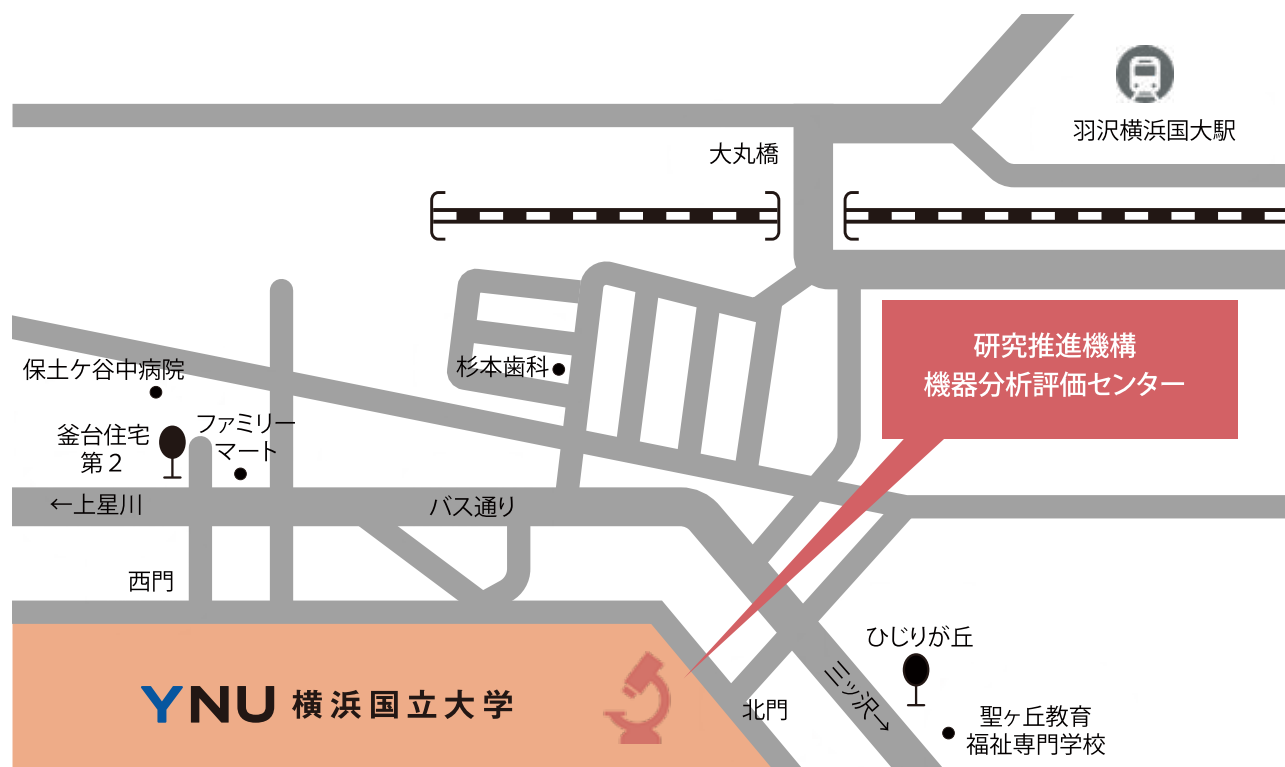 羽沢横浜国大駅
大丸橋
研究推進機構
機器分析評価センター
保土ケ谷中病院
杉本歯科
釜台住宅
第２
ファミリー
マート
←上星川
バス通り
西門
ひじりが丘
三ッ沢→
YNU 横浜国立大学
北門
聖ヶ丘教育
福祉専門学校